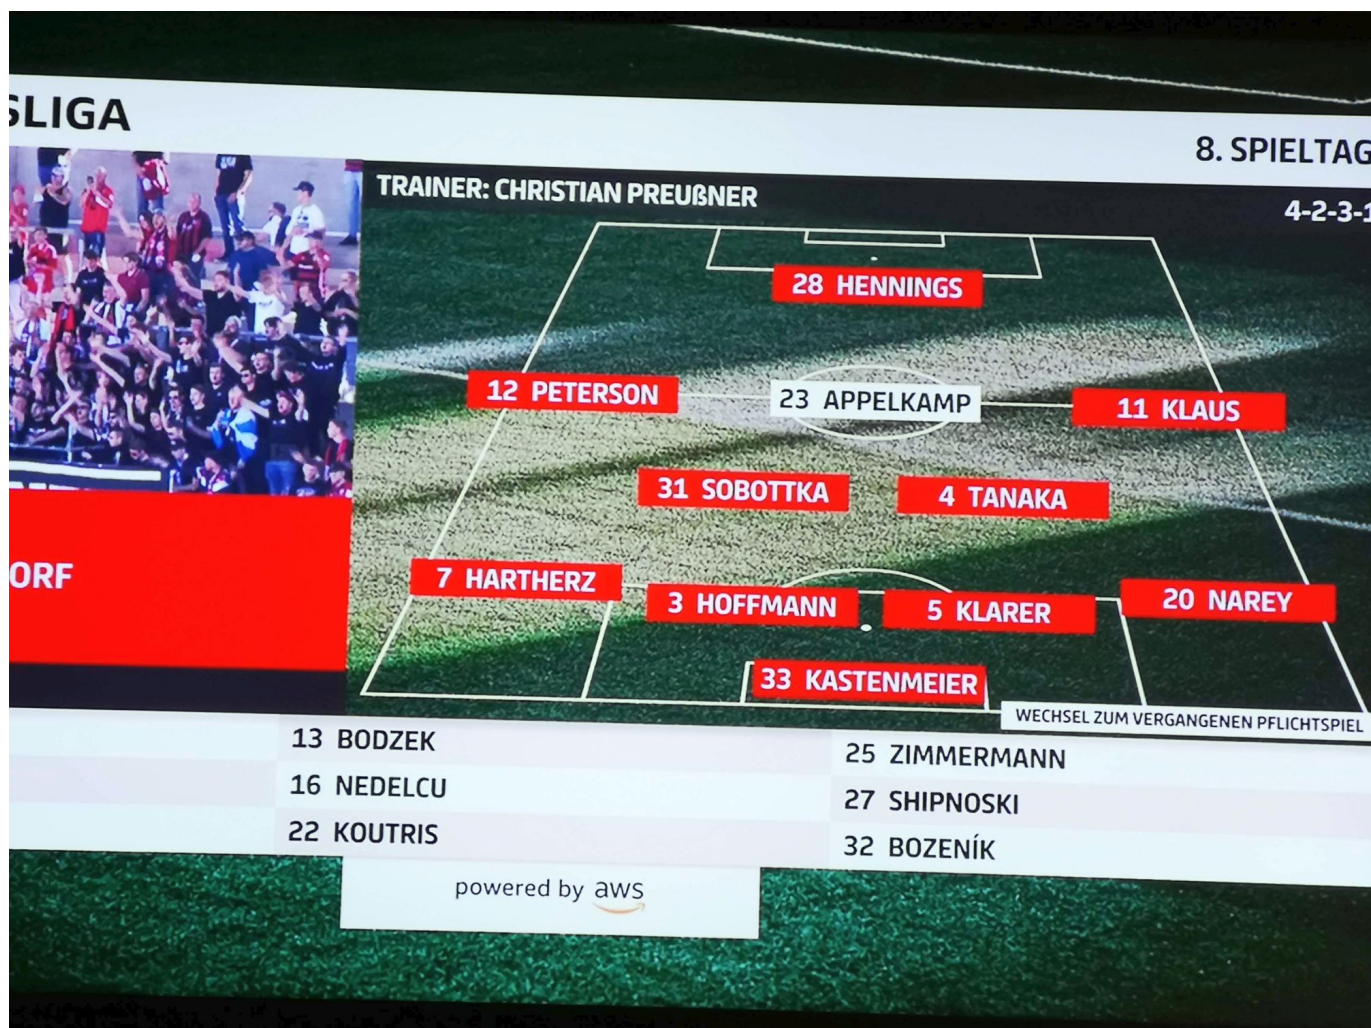 SLIGA
8. SPIELTAG
TRAINER: CHRISTIAN PREUßNER
4-2-3-1
28 HENNINGS
12 PETERSON
23 APPELKAMP
11 KLAUS
31 SOBOTTKA
4 TANAKA
ORF
7 HARTHERZ
3 HOFFMANN
5 KLARER
20 NAREY
33 KASTENMEIER
WECHSEL ZUM VERGANGENEN PFLICHTSPIEL
13 BODZEK
25 ZIMMERMANN
16 NEDELCU
27 SHIPNOSKI
22 KOUTRIS
32 BOZENÍK
powered by aws